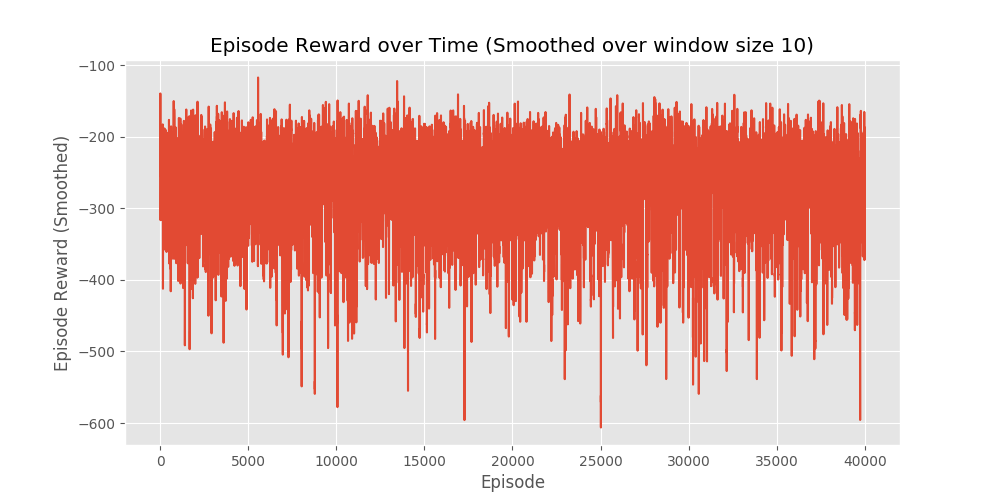 Episode Reward over Time (Smoothed over window size 10)
Episode Reward (Smoothed)
−100
−200
−300
−400
−500
−600
0 5000 10000 15000 20000 25000 30000 35000 40000
Episode